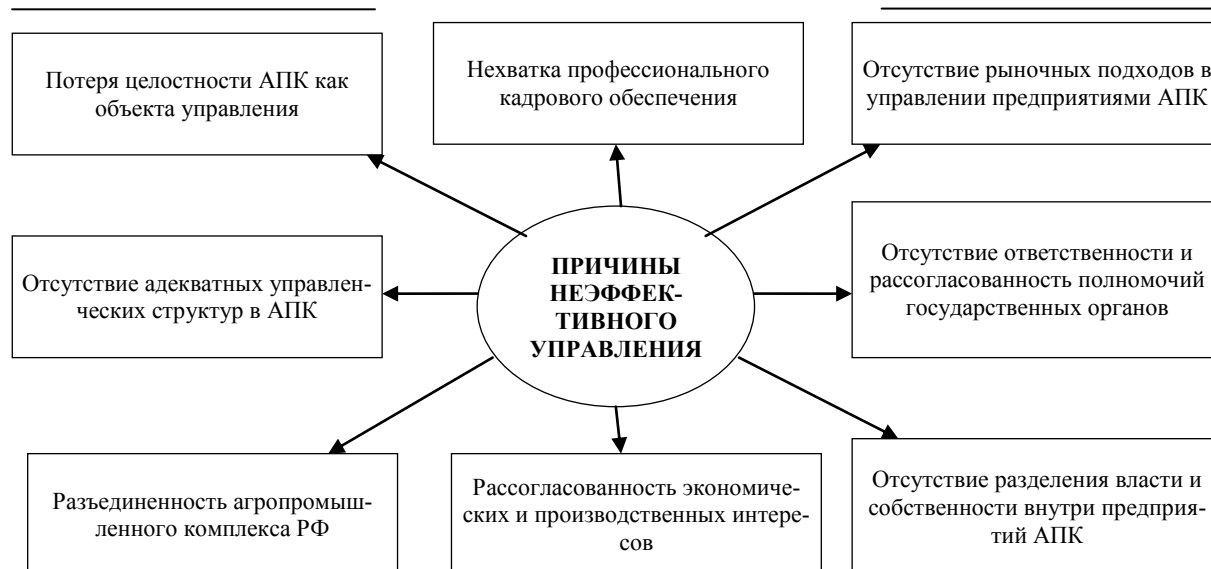 Потеря целостности АПК как
объекта управления
Нехватка профессионального
кадрового обеспечения
Отсутствие рыночных подходов в
управлении предприятиями АПК
Отсутствие адекватных управлен-
ческих структур в АПК
ПРИЧИНЫ
НЕЭФФЕК-
ТИВНОГО
УПРАВЛЕНИЯ
Отсутствие ответственности и
рассогласованность полномочий
государственных органов
Разъединенность агропромыш-
ленного комплекса РФ
Рассогласованность экономиче-
ских и производственных интере-
сов
Отсутствие разделения власти и
собственности внутри предприя-
тий АПК